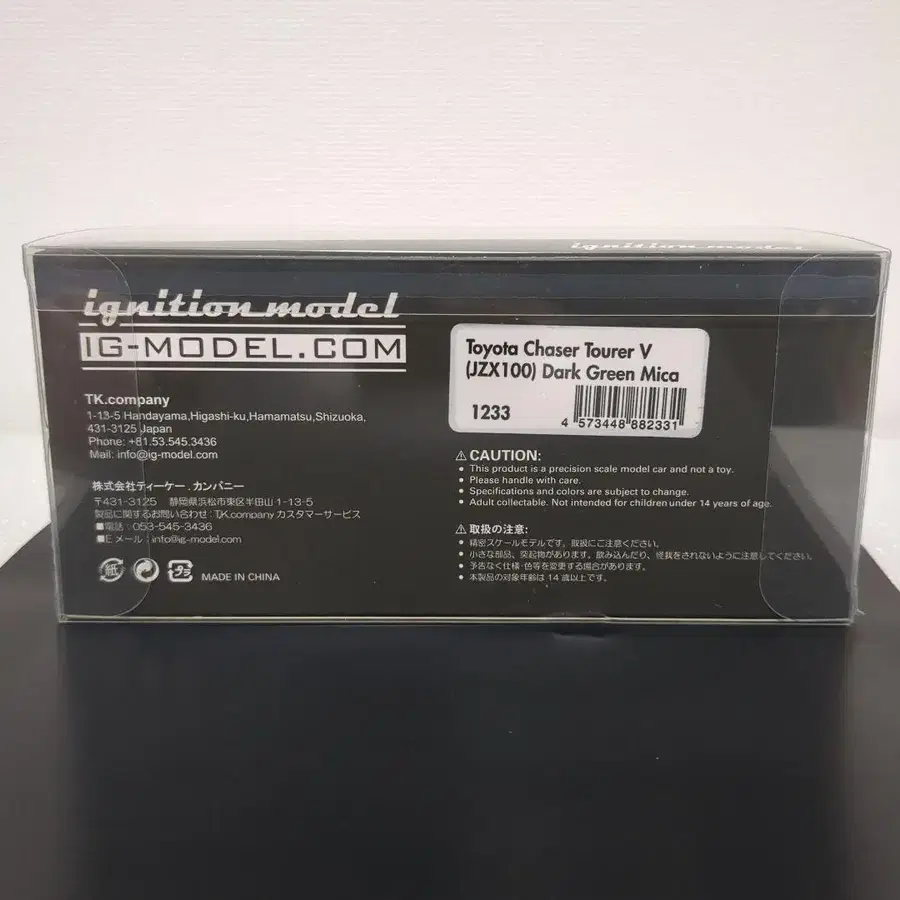 ignition model
ignition model
IG-MODEL.COM
TK.company
1-13-5 Handayama,Higashi-ku,Hamamatsu,Shizuoka,
431-3125 Japan
Phone: +81.53.545.3436
Mail: info@ig-model.com
株式会社ティーケー.カンパニー
〒431-3125 静岡県浜松市東区半田山1-13-5
製品に関するお問い合わせ:TK.company カスタマーサービス
■電話:053-545-3436
■Eメール:info@ig-model.com
紙
プラ
MADE IN CHINA
Toyota Chaser Tourer V
(JZX100) Dark Green Mica
1233
4 573448 882331
⚠ CAUTION:
• This product is a precision scale model car and not a toy.
• Please handle with care.
• Specifications and colors are subject to change.
• Adult collectable. Not intended for children under 14 years of age.
⚠ 取扱の注意:
• 精密スケールモデルです。取扱にご注意ください。
• 小さな部品、突起物があります。飲み込んだり、怪我をされないように注意してください。
• 予告なく仕様・色等を変更する場合があります。
• 本製品の対象年齢は14歳以上です。